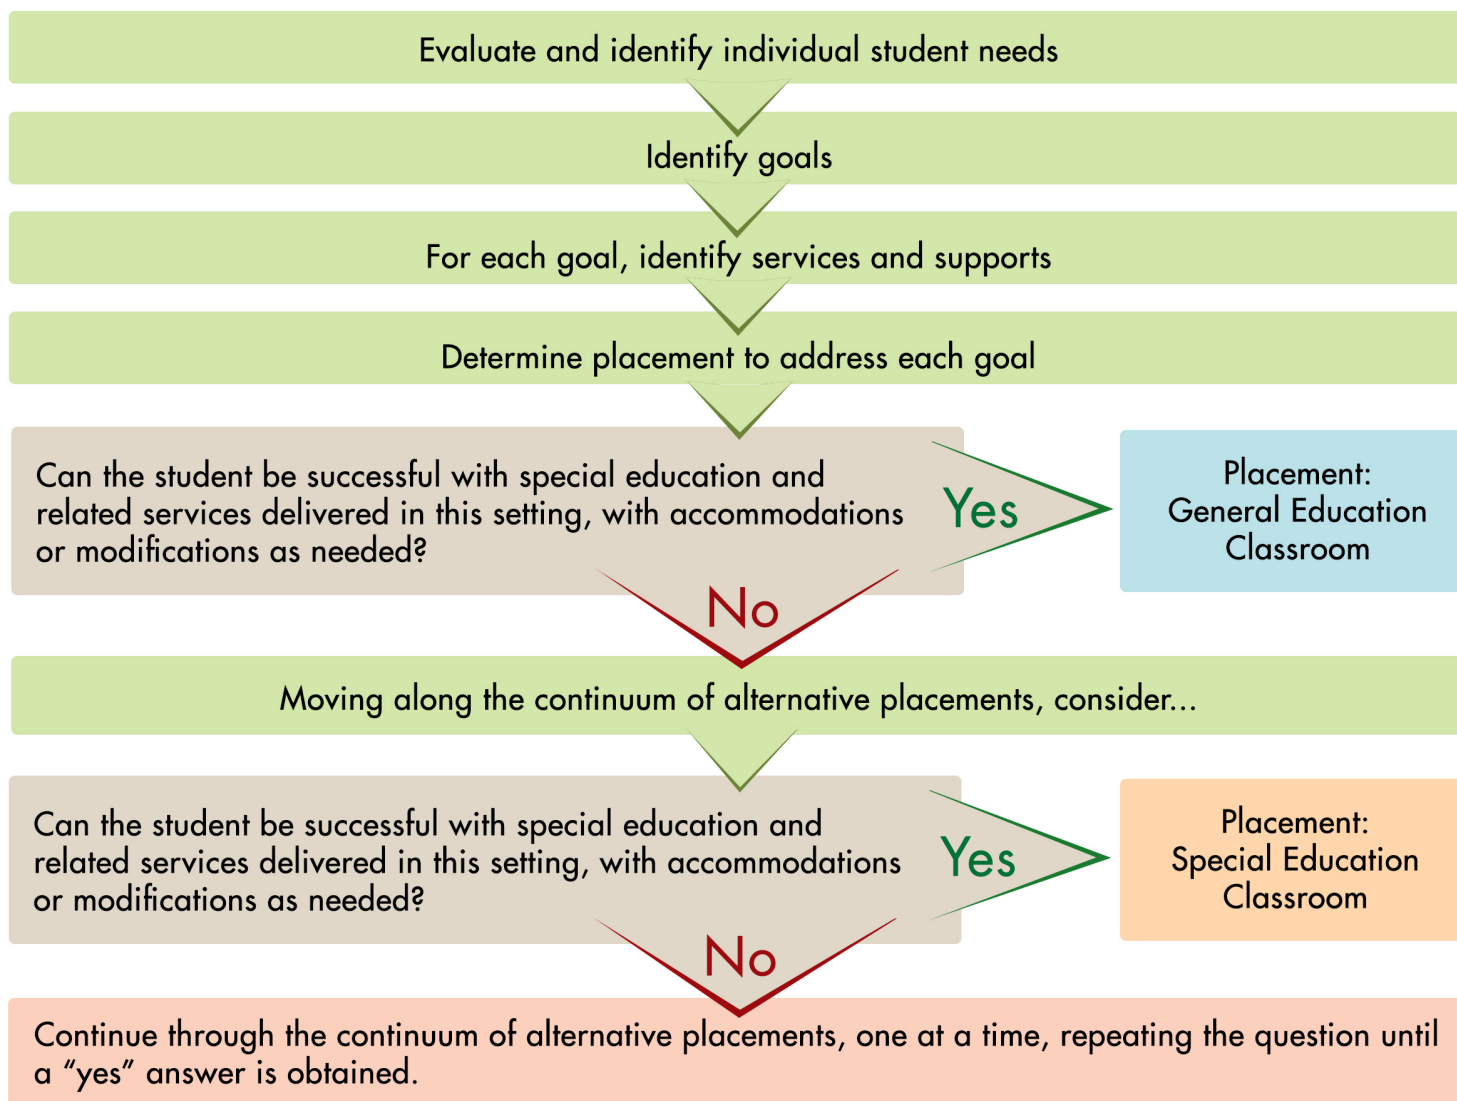 Evaluate and identify individual student needs
Identify goals
For each goal, identify services and supports
Determine placement to address each goal
Can the student be successful with special education and
related services delivered in this setting, with accommodations
or modifications as needed?
Yes
Placement:
General Education
Classroom
No
Moving along the continuum of alternative placements, consider...
Can the student be successful with special education and
related services delivered in this setting, with accommodations
or modifications as needed?
Yes
Placement:
Special Education
Classroom
No
Continue through the continuum of alternative placements, one at a time, repeating the question until
a “yes” answer is obtained.